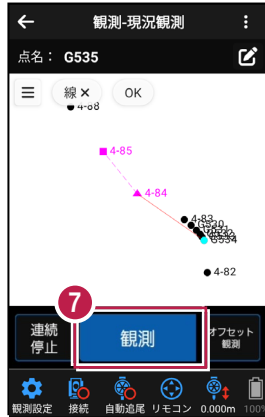 観測-現況観測
点名： G535
線× OK
4-88
4-85
4-84
4-83
G530
G534
4-82
7
連続
停止
観測
オフセット
観測
観測設定 接続 自動追尾 リモコン 0.000m 100%